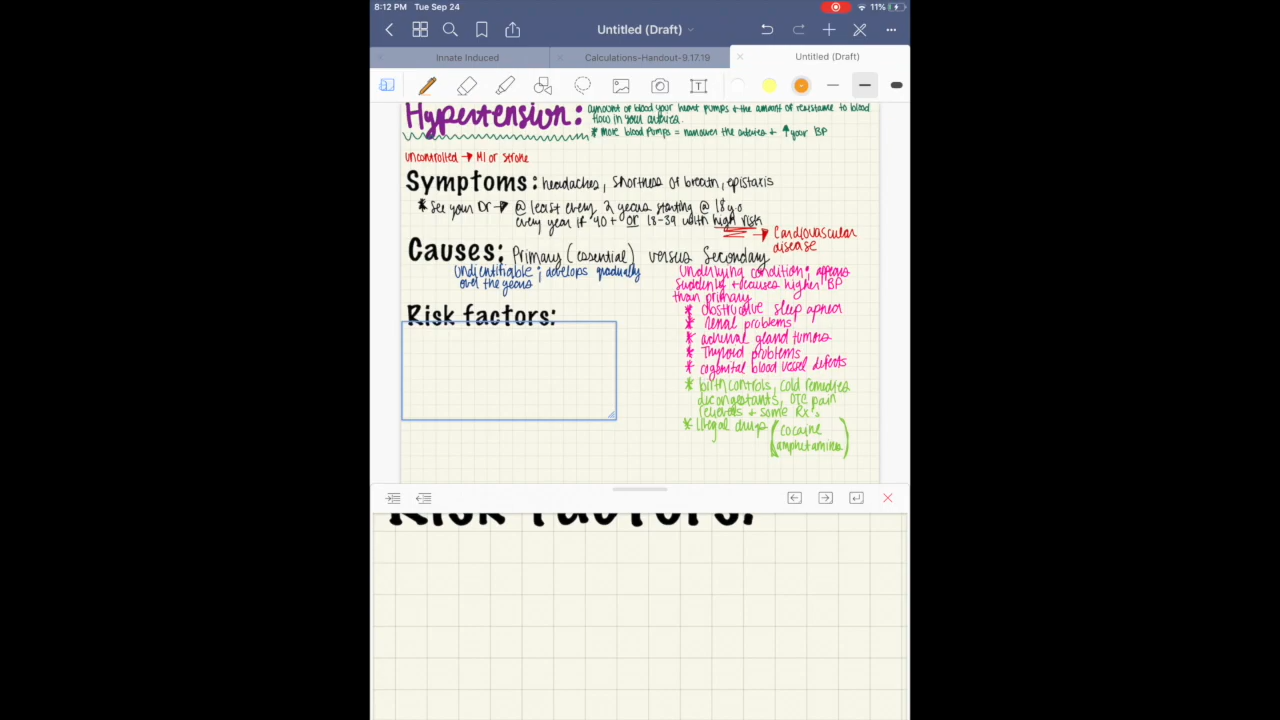 8:12 PM Tue Sep 24
11%
Untitled (Draft)
Innate Induced
Calculations-Handout-9.17.19
Untitled (Draft)
T
Hypertension: amount of blood your heart pumps + the amount of resistance to blood
flow in your arteries.
* More blood pumps = narrower the arteries + ↑ your BP
uncontrolled → MI or stroke
Symptoms: headaches, shortness of breath, epistaxis
* See your Dr → @ least every 2 years starting @ 18 y.o
every year if 40+ or 18-39 with high risk
→ Cardiovascular
disease
Causes: Primary (essential) versus Secondary
Undientifiable; develops gradually
over the years
Underlying condition; appears
suddenly + causes higher BP
than primary
* obstructive sleep apnea
* renal problems
* adrenal gland tumors
* Thyroid problems
* cogenital blood vessel defects
* birth controls, cold remedies
decongestants, OTC pain
relievers + some Rx's
* illegal drugs (cocaine
amphetamines)
Risk factors:
Risk factors: